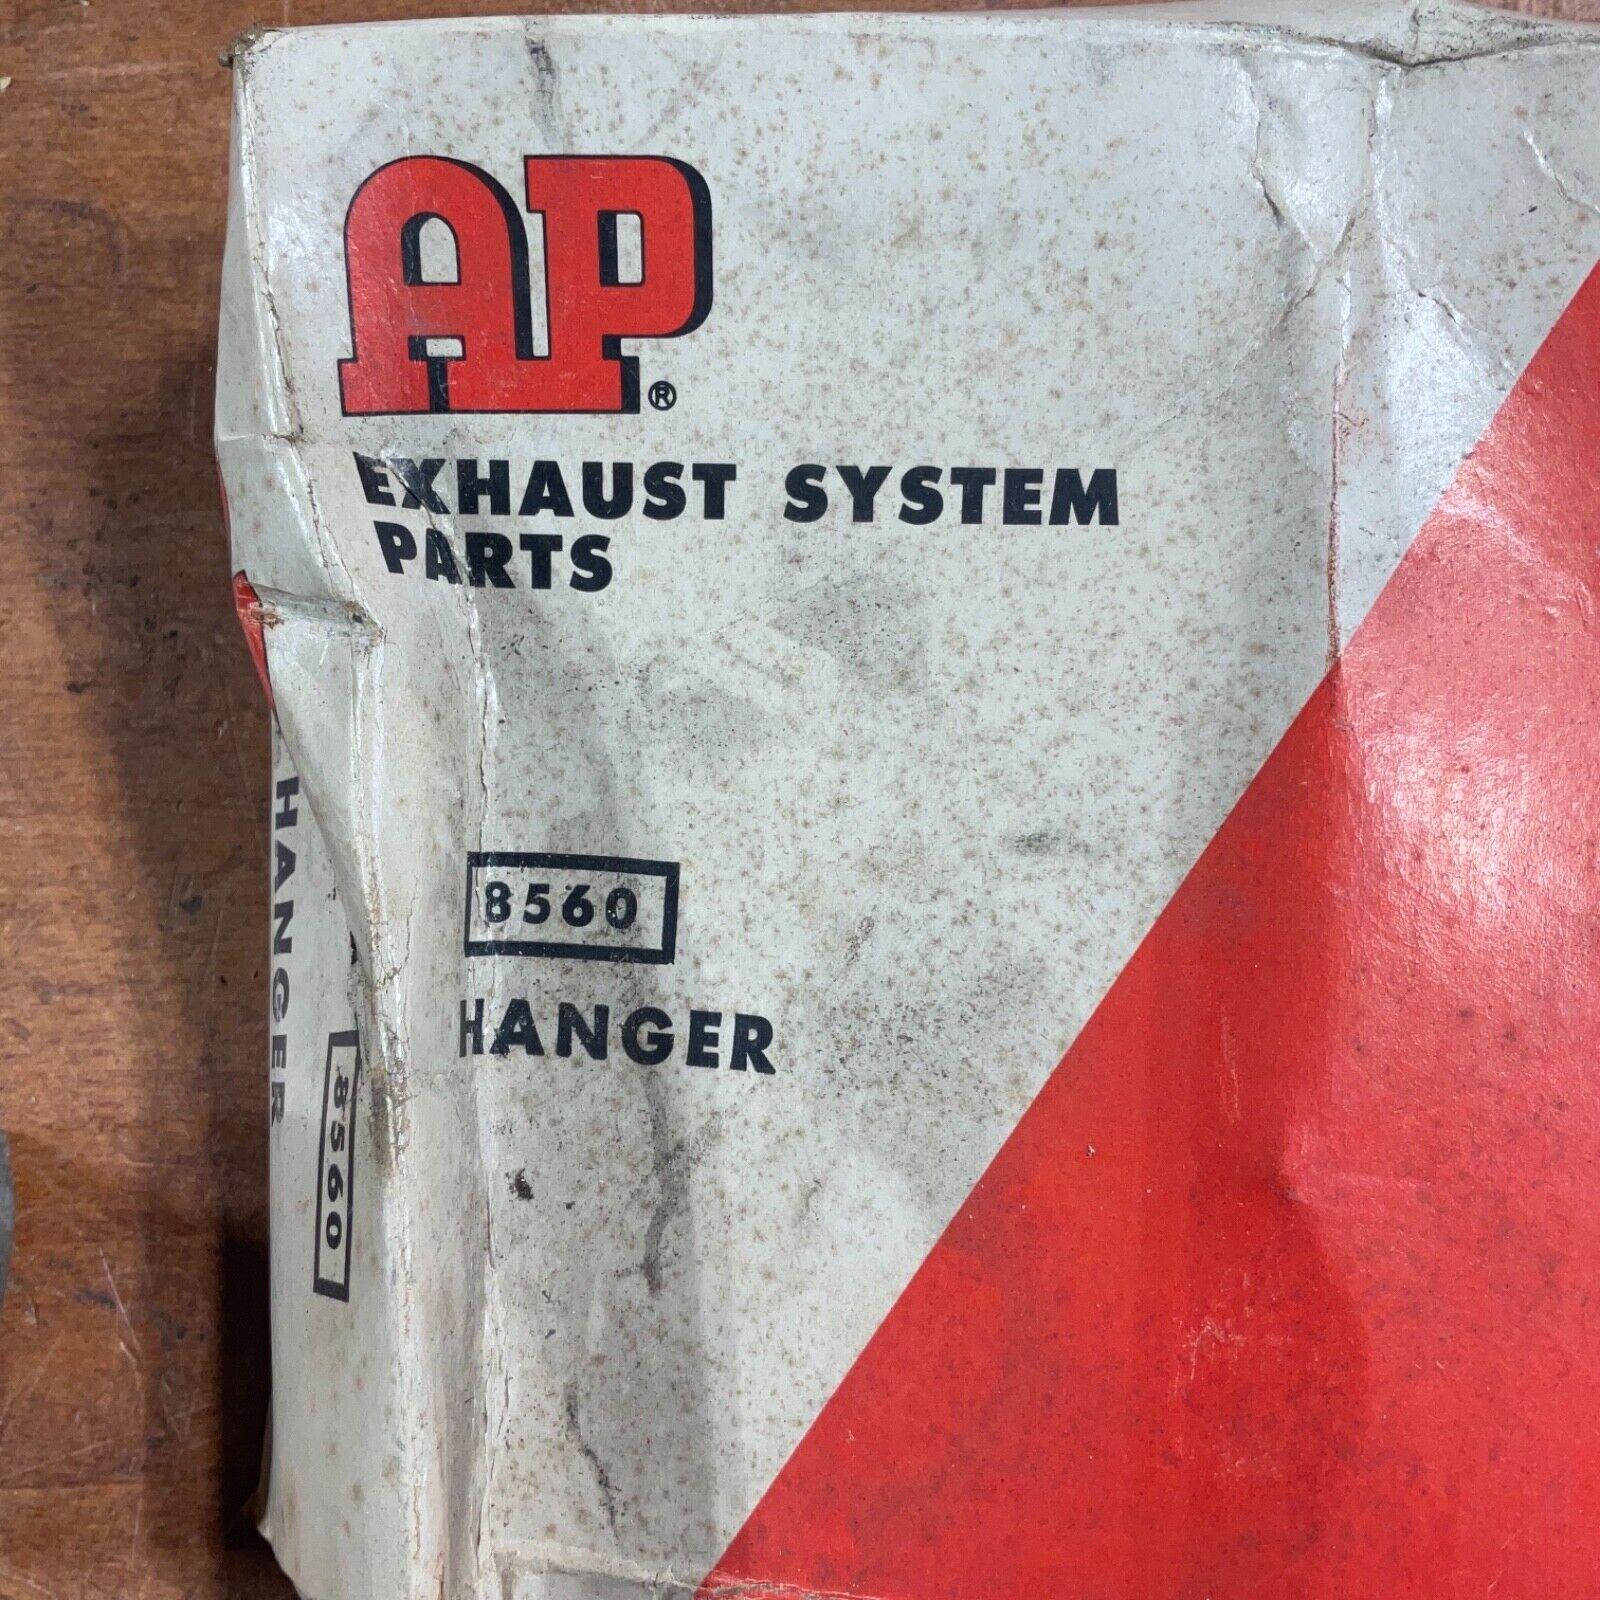 AP®
EXHAUST SYSTEM
PARTS
8560
HANGER
HANGER
8560